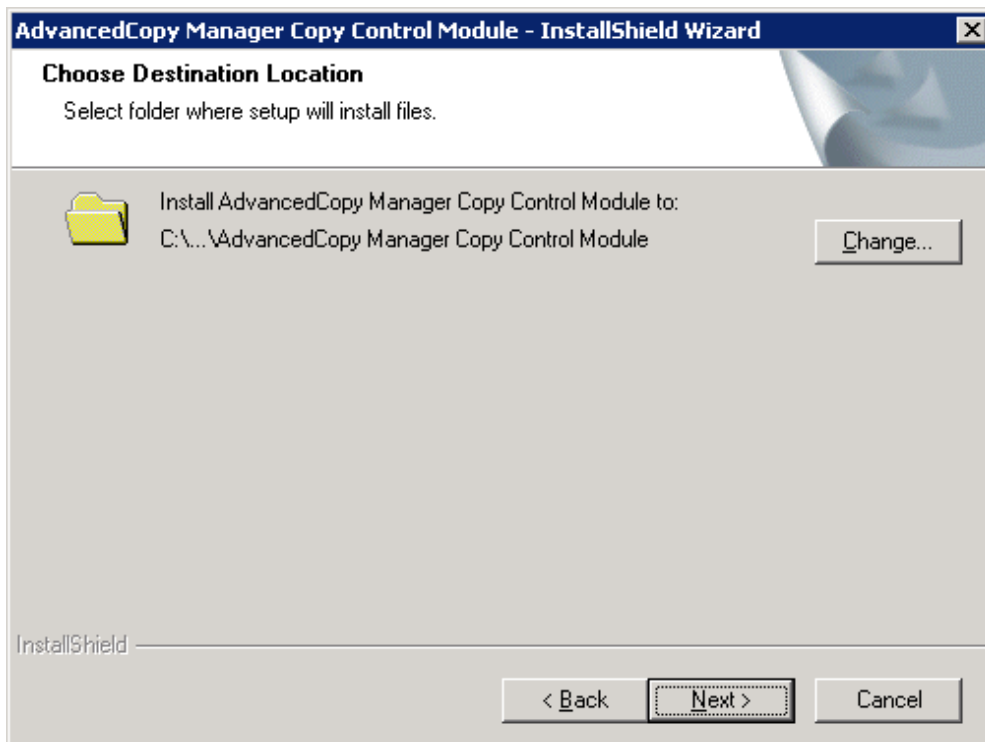 AdvancedCopy Manager Copy Control Module - InstallShield Wizard
Choose Destination Location
Select folder where setup will install files.
Install AdvancedCopy Manager Copy Control Module to:
C:\...\AdvancedCopy Manager Copy Control Module
Change...
InstallShield
< Back
Next >
Cancel